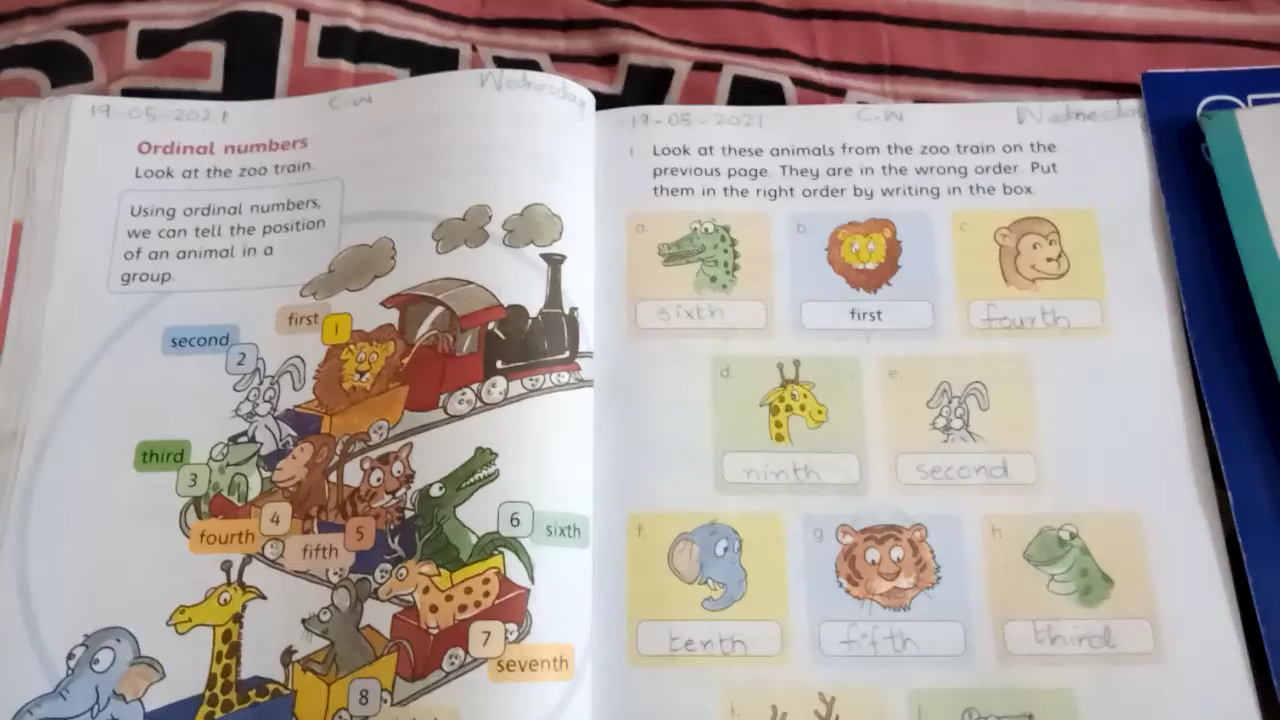 19-05-2021 C.W Wednesday
Ordinal numbers
Look at the zoo train.
Using ordinal numbers,
we can tell the position
of an animal in a
group.
first 1
second 2
third 3
fourth 4
fifth 5
6 sixth
7
seventh
8
19-05-2021 C.W Wednesday
1 Look at these animals from the zoo train on the
previous page. They are in the wrong order. Put
them in the right order by writing in the box.
a. b. c.
sixth first fourth
d. e.
ninth second
f. g. h.
tenth fifth third